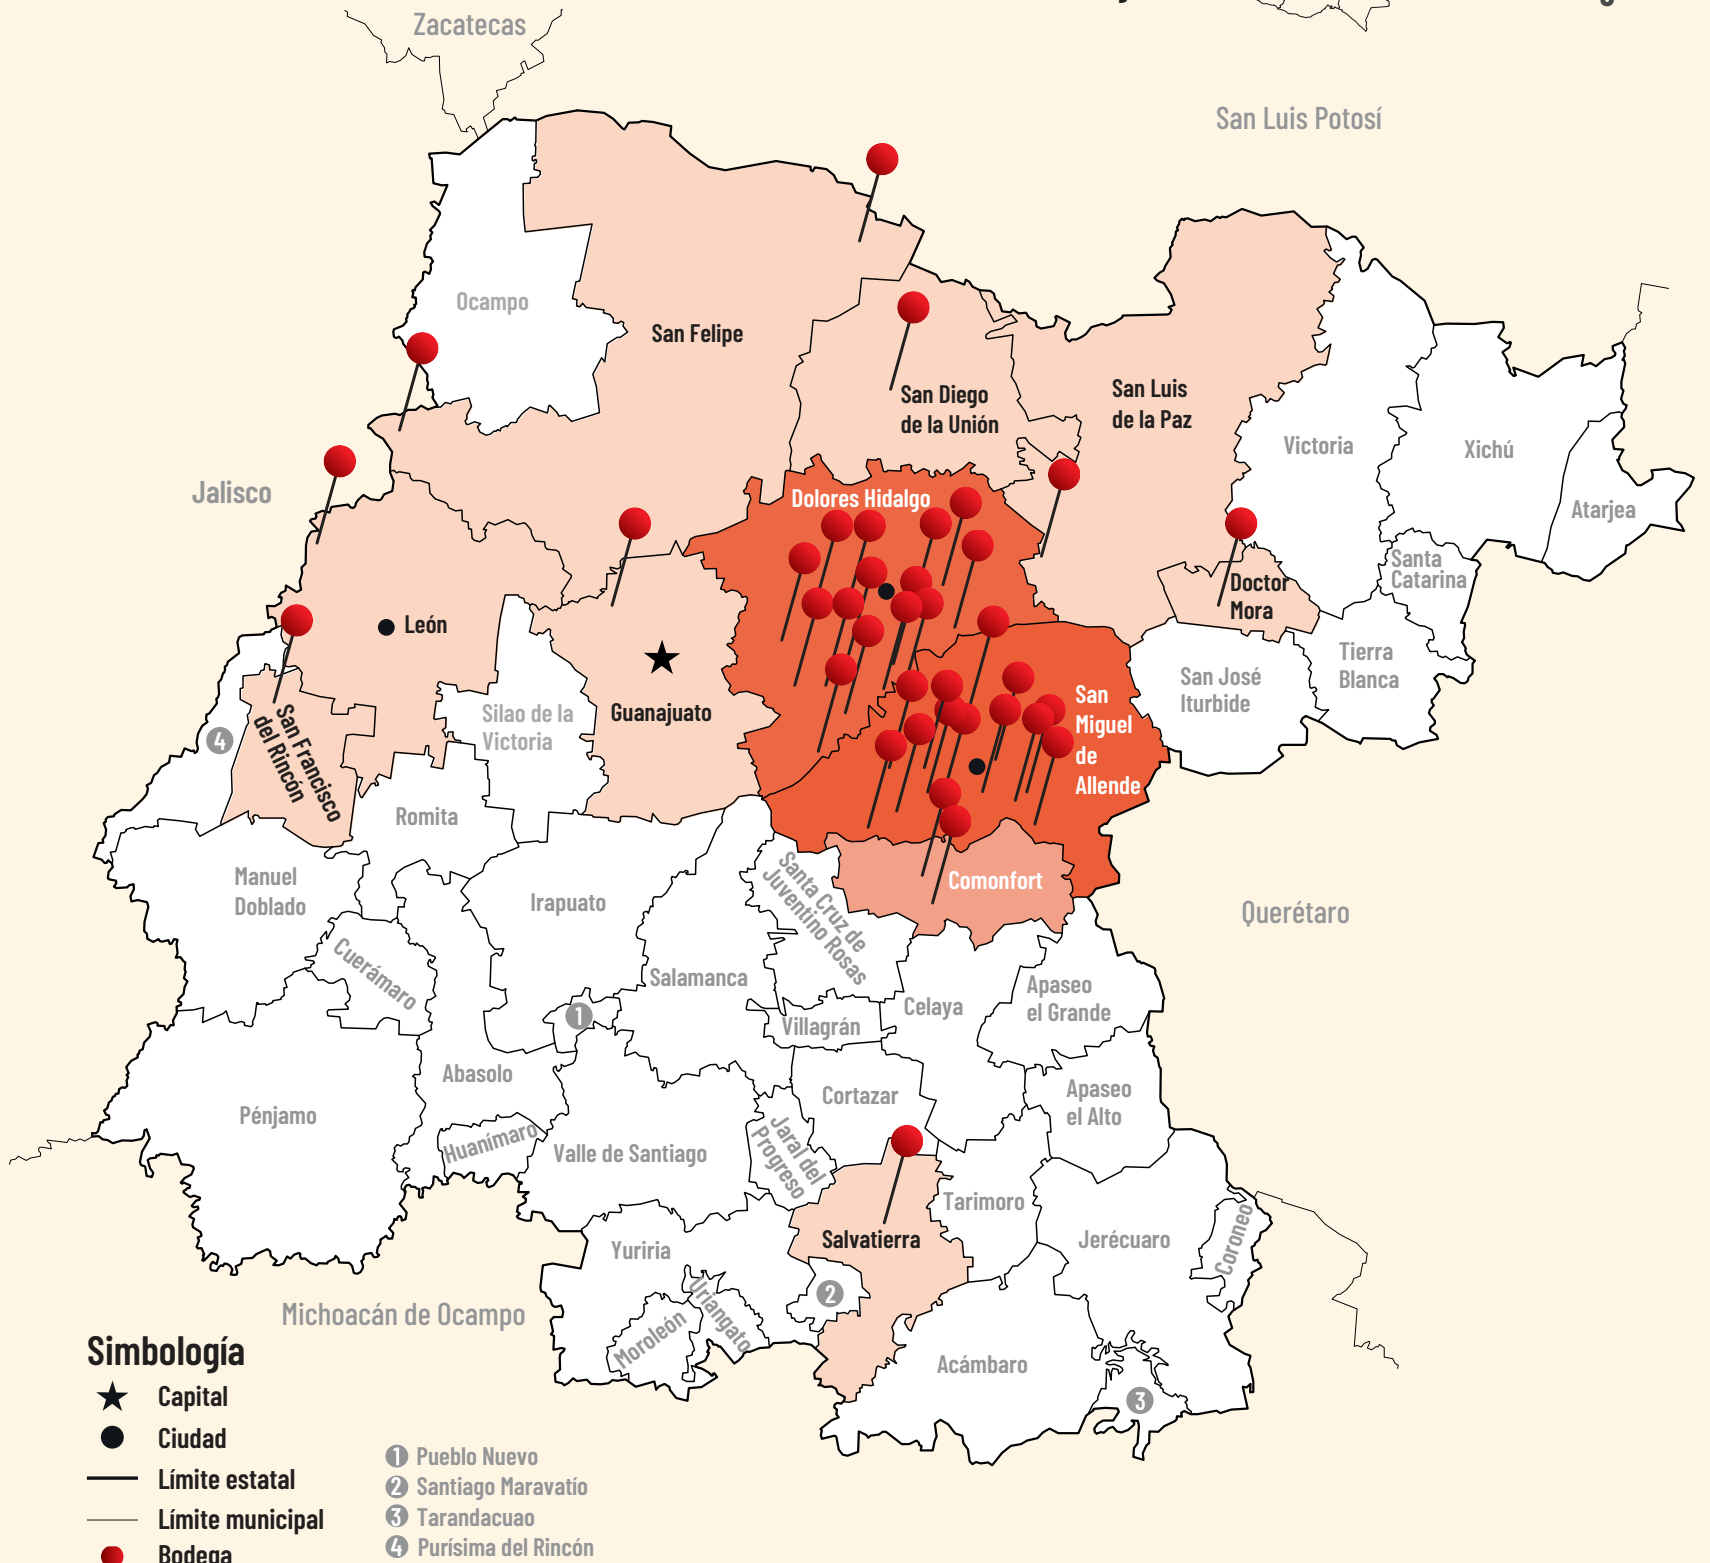 Zacatecas
San Luis Potosí
Ocampo
San Felipe
San Diego
de la Unión
San Luis
de la Paz
Victoria
Xichú
Atarjea
Jalisco
Dolores Hidalgo
Santa
Catarina
Doctor
Mora
León
Tierra
Blanca
San José
Iturbide
San
Miguel
de
Allende
Guanajuato
Silao de la
Victoria
4
San Francisco
del Rincón
Romita
Manuel
Doblado
Irapuato
Santa Cruz de
Juventino Rosas
Comonfort
Querétaro
Cuerámaro
Salamanca
Celaya
Apaseo
el Grande
1
Villagrán
Abasolo
Cortazar
Apaseo
el Alto
Pénjamo
Huanímaro
Valle de Santiago
Jaral del
Progreso
Tarimoro
Salvatierra
Jerécuaro
Coroneo
Yuriria
2
Michoacán de Ocampo
Uriangato
Moroleón
Acámbaro
3
Simbología
Capital
Ciudad
Límite estatal
Límite municipal
Bodega
1 Pueblo Nuevo
2 Santiago Maravatío
3 Tarandacuao
4 Purísima del Rincón